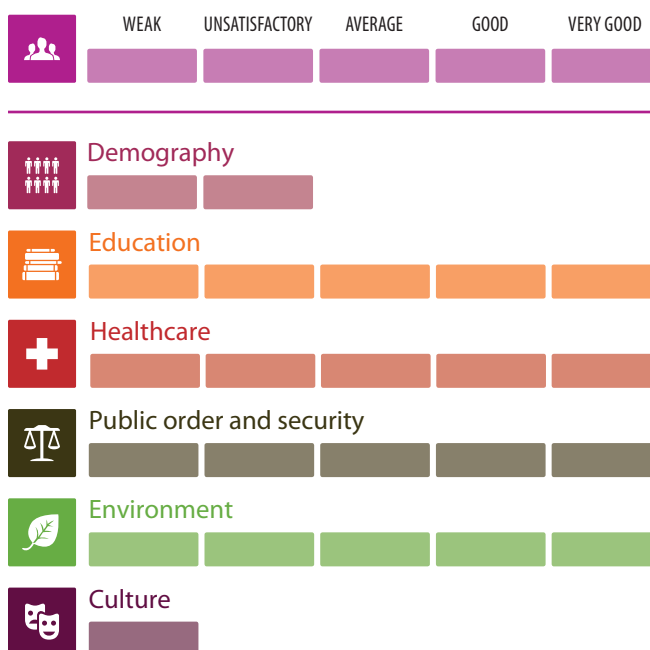 WEAK UNSATISFACTORY AVERAGE GOOD VERY GOOD
Demography
Education
Healthcare
Public order and security
Environment
Culture